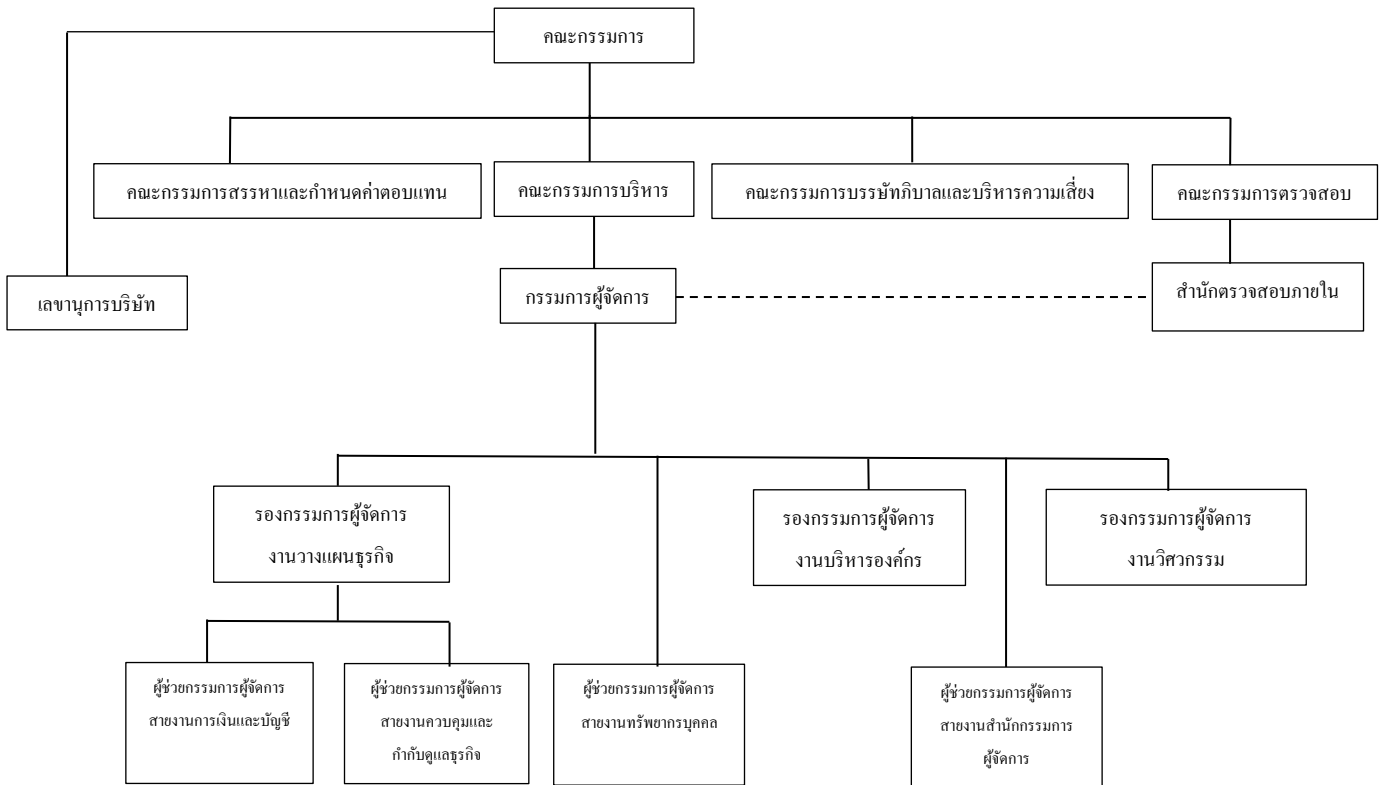 คณะกรรมการ
คณะกรรมการสรรหาและกำหนดค่าตอบแทน
คณะกรรมการบริหาร
คณะกรรมการบรรษัทภิบาลและบริหารความเสี่ยง
คณะกรรมการตรวจสอบ
เลขานุการบริษัท
กรรมการผู้จัดการ
สำนักตรวจสอบภายใน
รองกรรมการผู้จัดการ
งานวางแผนธุรกิจ
รองกรรมการผู้จัดการ
งานบริหารองค์กร
รองกรรมการผู้จัดการ
งานวิศวกรรม
ผู้ช่วยกรรมการผู้จัดการ
สายงานการเงินและบัญชี
ผู้ช่วยกรรมการผู้จัดการ
สายงานควบคุมและ
กำกับดูแลธุรกิจ
ผู้ช่วยกรรมการผู้จัดการ
สายงานทรัพยากรบุคคล
ผู้ช่วยกรรมการผู้จัดการ
สายงานสำนักกรรมการ
ผู้จัดการ